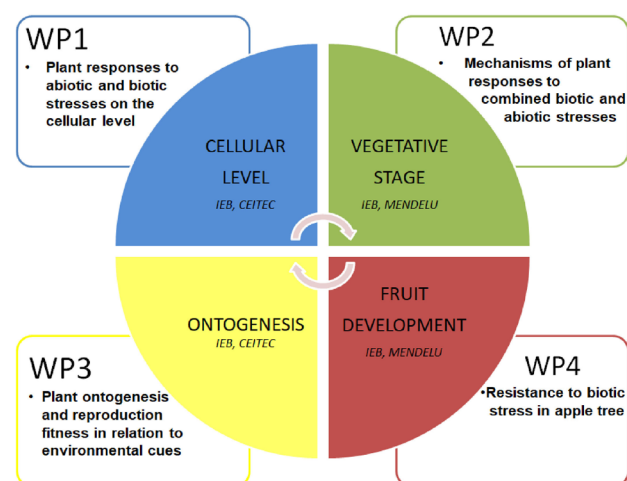 WP1
• Plant responses to
abiotic and biotic
stresses on the
cellular level
WP2
• Mechanisms of plant
responses to
combined biotic and
abiotic stresses
CELLULAR
LEVEL
IEB, CEITEC
VEGETATIVE
STAGE
IEB, MENDELU
ONTOGENESIS
IEB, CEITEC
FRUIT
DEVELOPMENT
IEB, MENDELU
WP3
• Plant ontogenesis
and reproduction
fitness in relation to
environmental cues
WP4
•Resistance to biotic
stress in apple tree